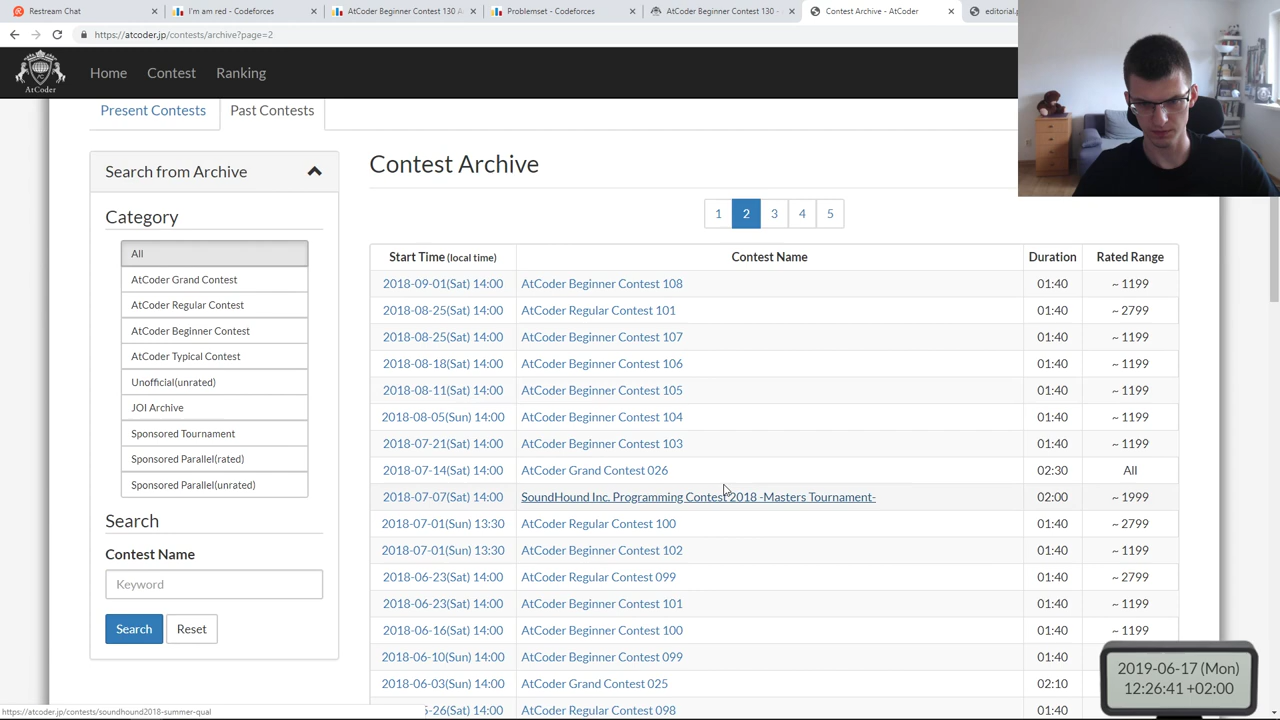 Restream Chat
I'm am red - Codeforces
AtCoder Beginner Contest 130 A
Problemset - Codeforces
AtCoder Beginner Contest 130 -
Contest Archive - AtCoder
editorial.p
https://atcoder.jp/contests/archive?page=2
AtCoder
Home
Contest
Ranking
Present Contests
Past Contests
Search from Archive
Category
All
AtCoder Grand Contest
AtCoder Regular Contest
AtCoder Beginner Contest
AtCoder Typical Contest
Unofficial(unrated)
JOI Archive
Sponsored Tournament
Sponsored Parallel(rated)
Sponsored Parallel(unrated)
Search
Contest Name
Keyword
Search
Reset
Contest Archive
1 2 3 4 5
Start Time (local time) Contest Name Duration Rated Range
2018-09-01(Sat) 14:00 AtCoder Beginner Contest 108 01:40 ~ 1199
2018-08-25(Sat) 14:00 AtCoder Regular Contest 101 01:40 ~ 2799
2018-08-25(Sat) 14:00 AtCoder Beginner Contest 107 01:40 ~ 1199
2018-08-18(Sat) 14:00 AtCoder Beginner Contest 106 01:40 ~ 1199
2018-08-11(Sat) 14:00 AtCoder Beginner Contest 105 01:40 ~ 1199
2018-08-05(Sun) 14:00 AtCoder Beginner Contest 104 01:40 ~ 1199
2018-07-21(Sat) 14:00 AtCoder Beginner Contest 103 01:40 ~ 1199
2018-07-14(Sat) 14:00 AtCoder Grand Contest 026 02:30 All
2018-07-07(Sat) 14:00 SoundHound Inc. Programming Contest 2018 -Masters Tournament- 02:00 ~ 1999
2018-07-01(Sun) 13:30 AtCoder Regular Contest 100 01:40 ~ 2799
2018-07-01(Sun) 13:30 AtCoder Beginner Contest 102 01:40 ~ 1199
2018-06-23(Sat) 14:00 AtCoder Regular Contest 099 01:40 ~ 2799
2018-06-23(Sat) 14:00 AtCoder Beginner Contest 101 01:40 ~ 1199
2018-06-16(Sat) 14:00 AtCoder Beginner Contest 100 01:40 ~ 1199
2018-06-10(Sun) 14:00 AtCoder Beginner Contest 099 01:40
2018-06-03(Sun) 14:00 AtCoder Grand Contest 025 02:10
5-26(Sat) 14:00 AtCoder Regular Contest 098 01:40
https://atcoder.jp/contests/soundhound2018-summer-qual
2019-06-17 (Mon)
12:26:41 +02:00